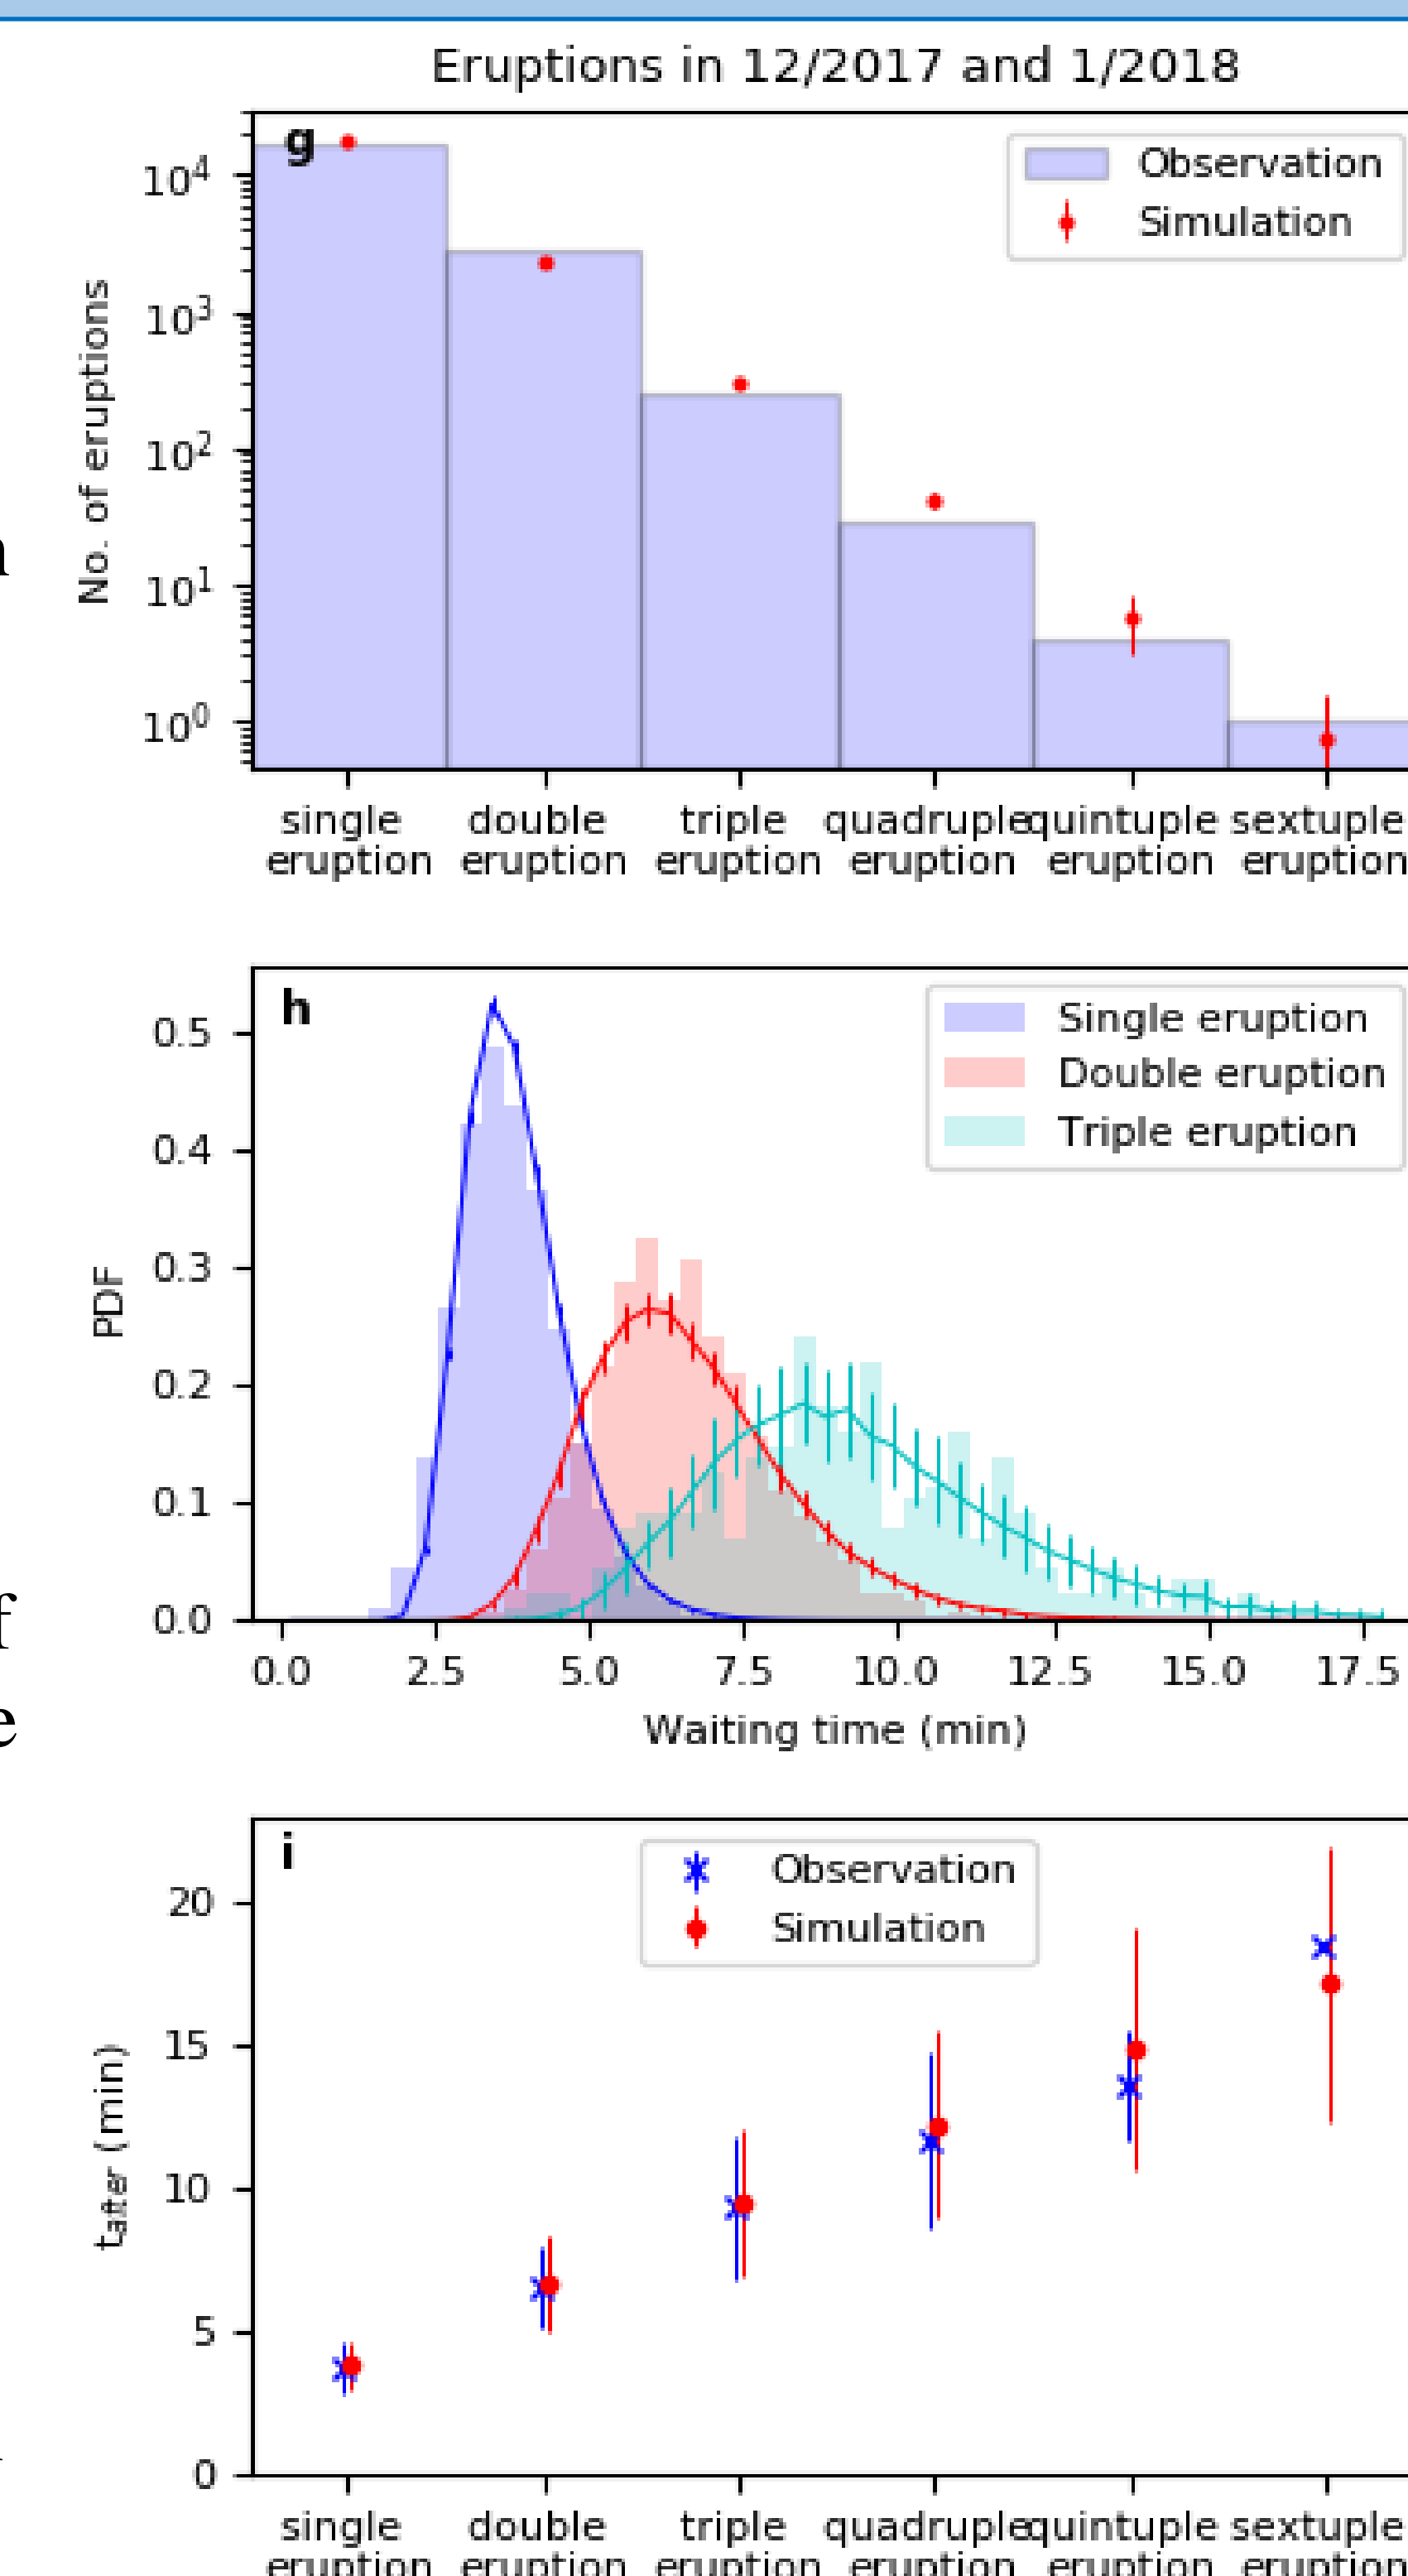 Eruptions in 12/2017 and 1/2018
g
Observation
Simulation
No. of eruptions
10⁴
10³
10²
10¹
10⁰
single eruption
double eruption
triple eruption
quadruple eruption
quintuple eruption
sextuple eruption
h
Single eruption
Double eruption
Triple eruption
PDF
0.5
0.4
0.3
0.2
0.1
0.0
0.0 2.5 5.0 7.5 10.0 12.5 15.0 17.5
Waiting time (min)
i
Observation
Simulation
t_after (min)
20
15
10
5
0
single eruption
double eruption
triple eruption
quadruple eruption
quintuple eruption
sextuple eruption
f
e